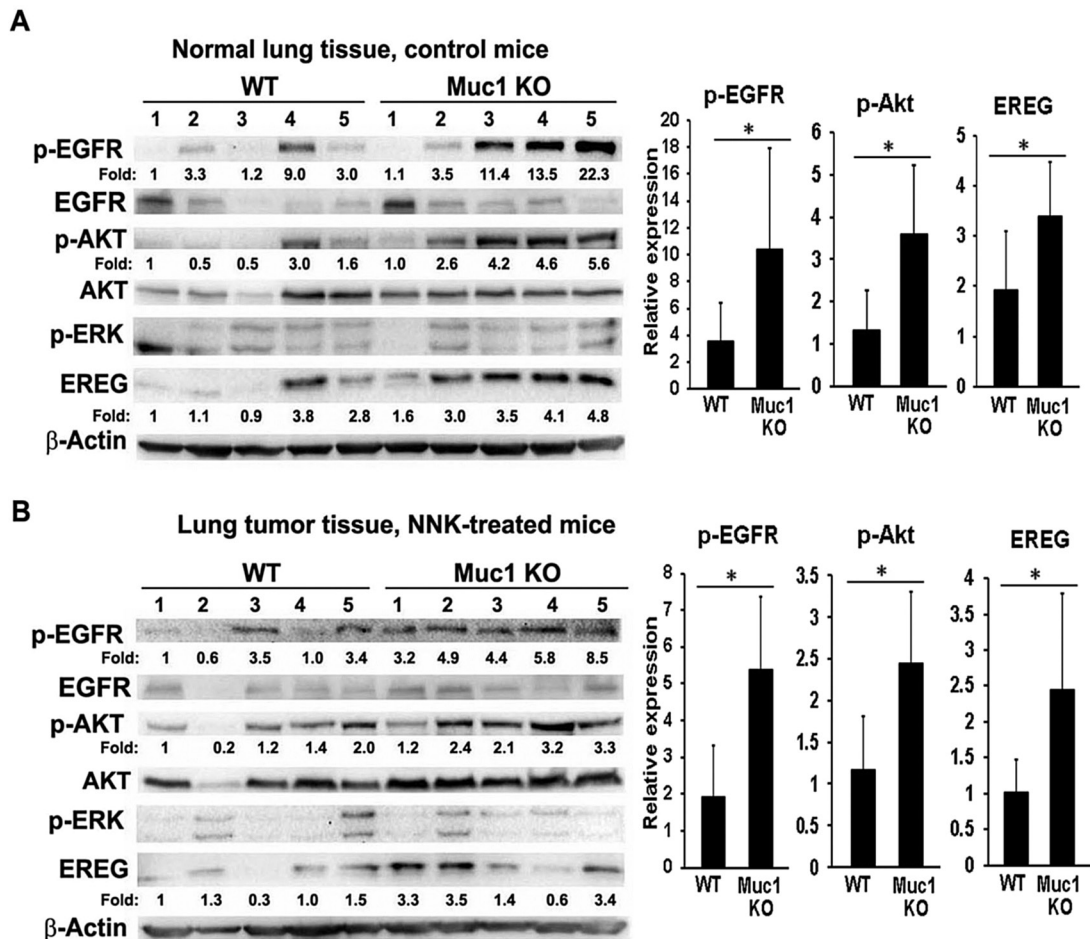 A
Normal lung tissue, control mice
WT Muc1 KO
1 2 3 4 5 1 2 3 4 5
p-EGFR
Fold: 1 3.3 1.2 9.0 3.0 1.1 3.5 11.4 13.5 22.3
EGFR
p-AKT
Fold: 1 0.5 0.5 3.0 1.6 1.0 2.6 4.2 4.6 5.6
AKT
p-ERK
EREG
Fold: 1 1.1 0.9 3.8 2.8 1.6 3.0 3.5 4.1 4.8
β-Actin
p-EGFR
*
Relative expression
20
18
16
14
12
10
8
6
4
2
0
WT Muc1 KO
p-Akt
*
6
5
4
3
2
1
0
WT Muc1 KO
EREG
*
5
4
3
2
1
0
WT Muc1 KO
B
Lung tumor tissue, NNK-treated mice
WT Muc1 KO
1 2 3 4 5 1 2 3 4 5
p-EGFR
Fold: 1 0.6 3.5 1.0 3.4 3.2 4.9 4.4 5.8 8.5
EGFR
p-AKT
Fold: 1 0.2 1.2 1.4 2.0 1.2 2.4 2.1 3.2 3.3
AKT
p-ERK
EREG
Fold: 1 1.3 0.3 1.0 1.5 3.3 3.5 1.4 0.6 3.4
β-Actin
p-EGFR
*
Relative expression
8
7
6
5
4
3
2
1
0
WT Muc1 KO
p-Akt
*
3.5
3
2.5
2
1.5
1
0.5
0
WT Muc1 KO
EREG
*
4.5
4
3.5
3
2.5
2
1.5
1
0.5
0
WT Muc1 KO